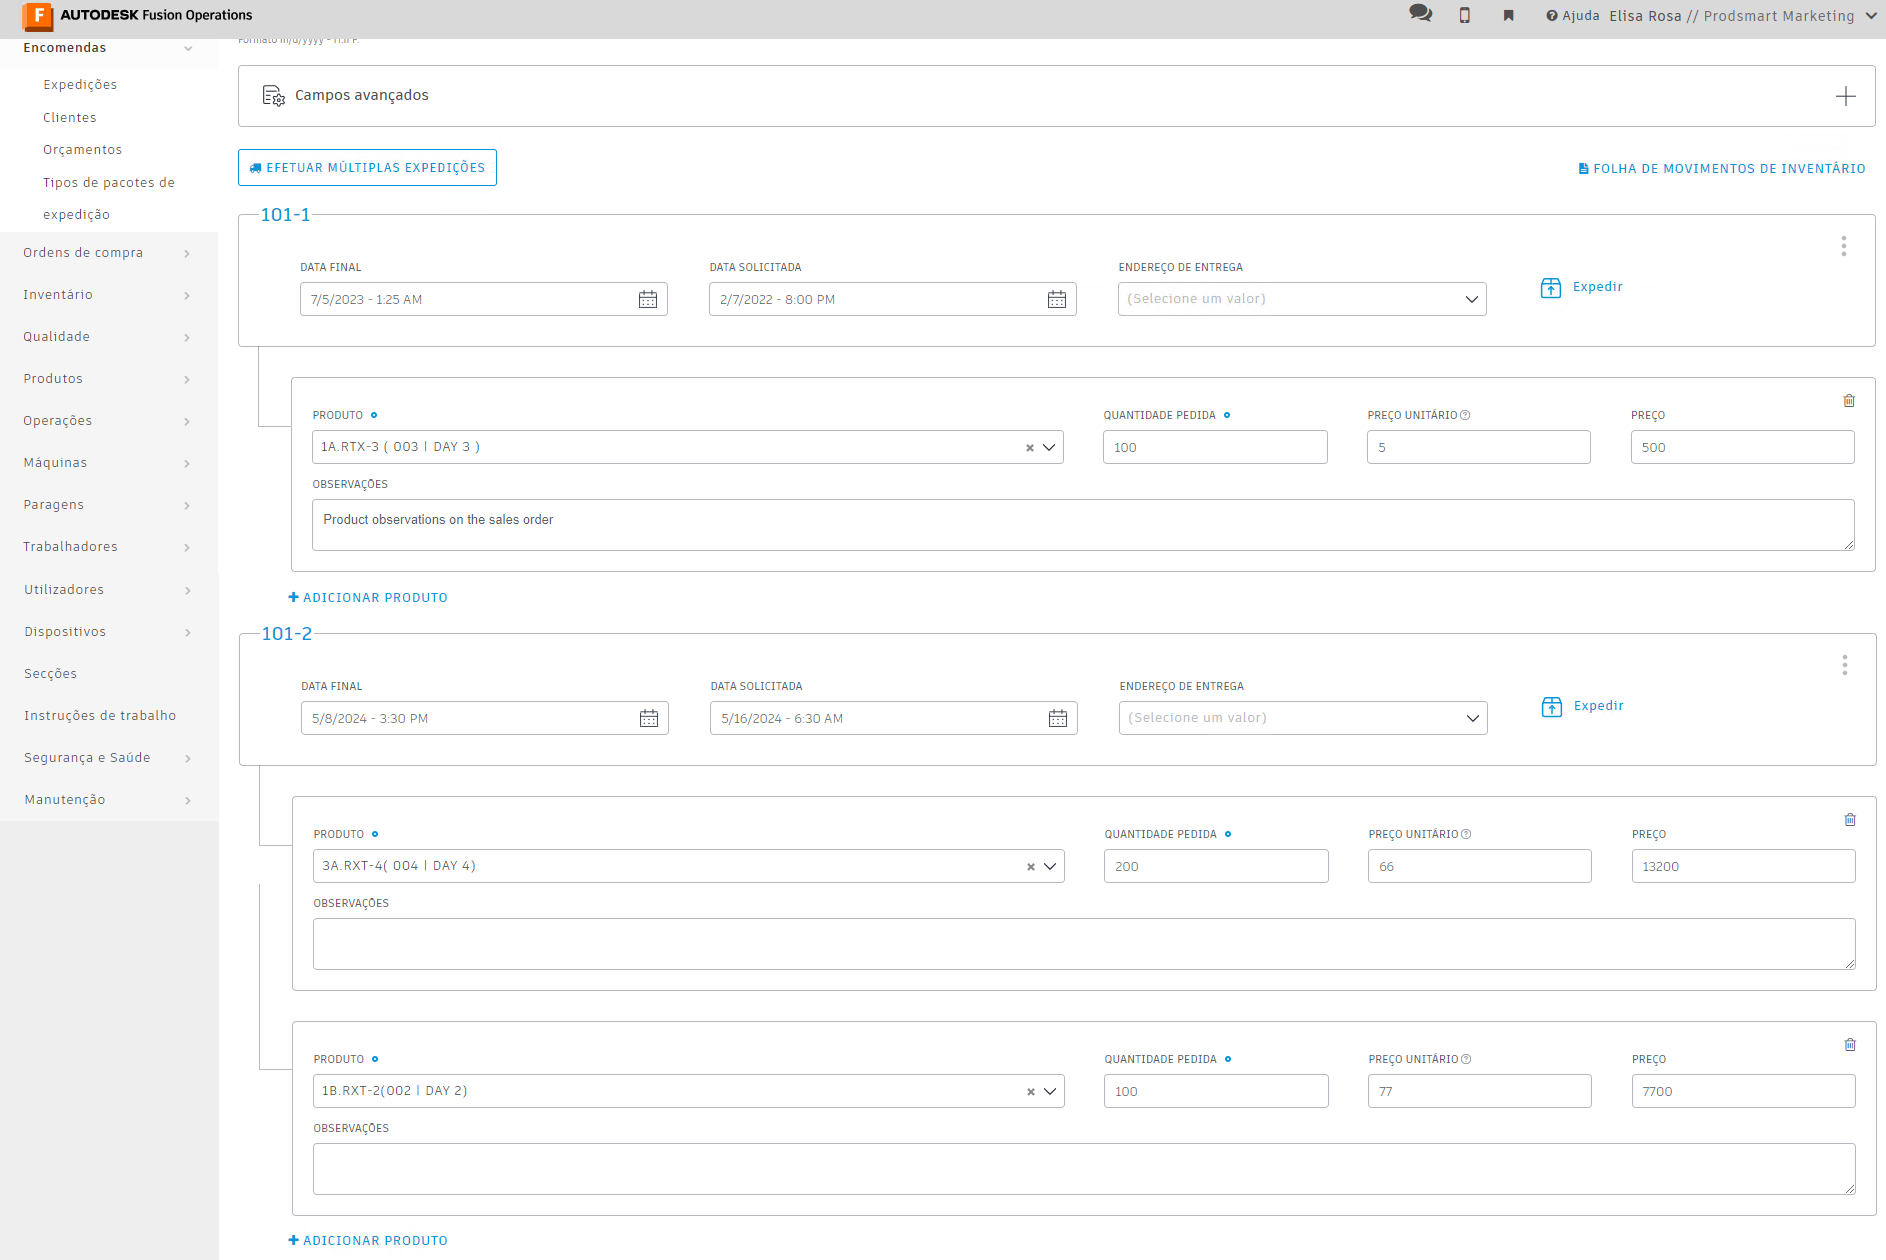 AUTODESK Fusion Operations
Ajuda Elisa Rosa // Prodsmart Marketing
Encomendas
Expedições
Clientes
Orçamentos
Tipos de pacotes de
expedição
Ordens de compra
Inventário
Qualidade
Produtos
Operações
Máquinas
Paragens
Trabalhadores
Utilizadores
Dispositivos
Secções
Instruções de trabalho
Segurança e Saúde
Manutenção
Campos avançados
EFETUAR MÚLTIPLAS EXPEDIÇÕES
FOLHA DE MOVIMENTOS DE INVENTÁRIO
101-1
DATA FINAL
DATA SOLICITADA
ENDEREÇO DE ENTREGA
7/5/2023 - 1:25 AM
2/7/2022 - 8:00 PM
(Selecione um valor)
Expedir
PRODUTO
QUANTIDADE PEDIDA
PREÇO UNITÁRIO
PREÇO
1A.RTX-3 ( 003 | DAY 3 )
100
5
500
OBSERVAÇÕES
Product observations on the sales order
ADICIONAR PRODUTO
101-2
DATA FINAL
DATA SOLICITADA
ENDEREÇO DE ENTREGA
5/8/2024 - 3:30 PM
5/16/2024 - 6:30 AM
(Selecione um valor)
Expedir
PRODUTO
QUANTIDADE PEDIDA
PREÇO UNITÁRIO
PREÇO
3A.RXT-4( 004 | DAY 4)
200
66
13200
OBSERVAÇÕES
PRODUTO
QUANTIDADE PEDIDA
PREÇO UNITÁRIO
PREÇO
1B.RXT-2(002 | DAY 2)
100
77
7700
OBSERVAÇÕES
ADICIONAR PRODUTO